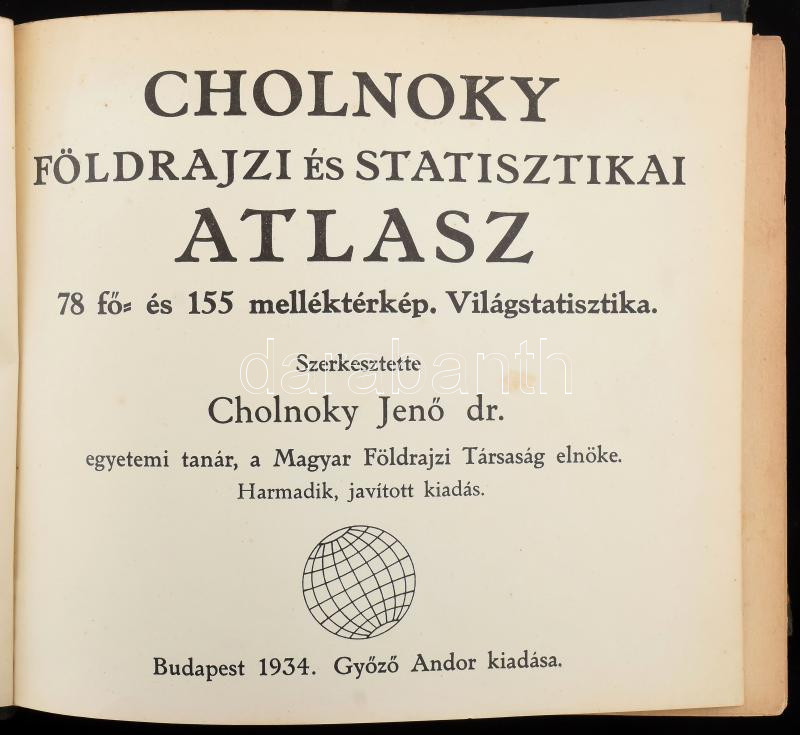 CHOLNOKY
FÖLDRAJZI ÉS STATISZTIKAI
ATLASZ
78 fő= és 155 melléktérkép. Világstatisztika.
Szerkesztette
darabanth
Cholnoky Jenő dr.
egyetemi tanár, a Magyar Földrajzi Társaság elnöke.
Harmadik, javított kiadás.
Budapest 1934. Győző Andor kiadása.